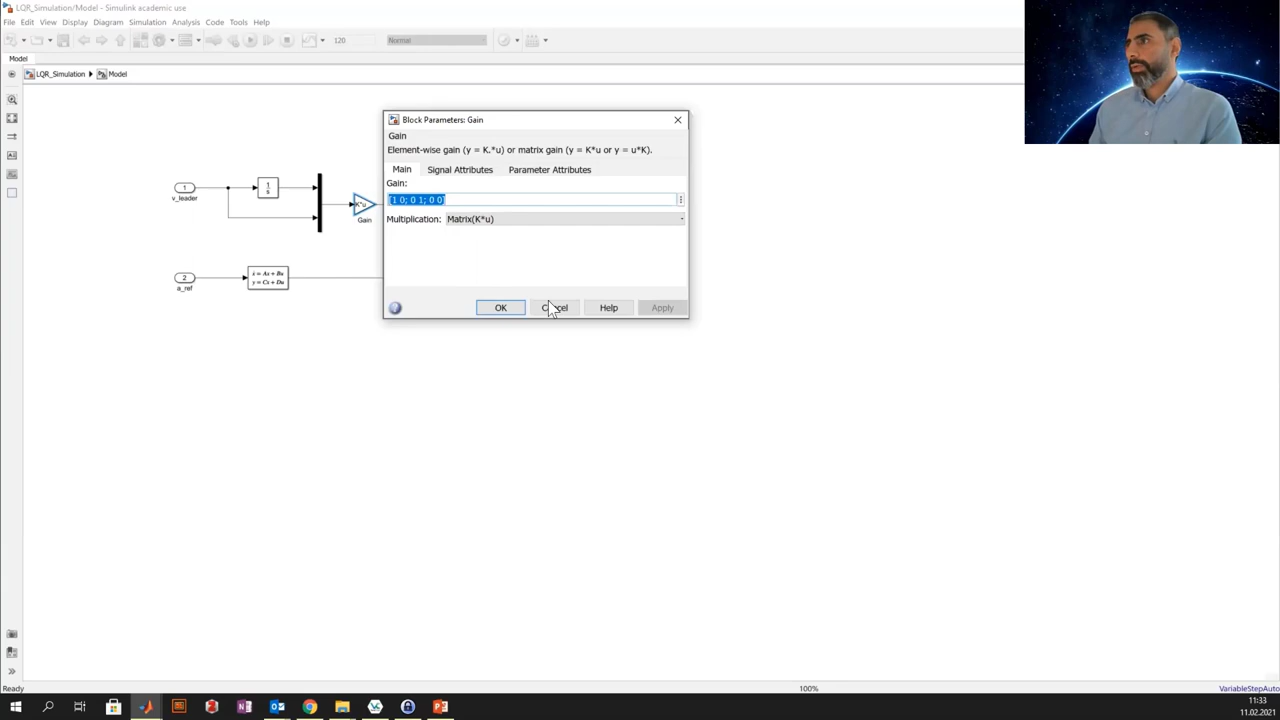 LQR_Simulation/Model - Simulink academic use
File Edit View Display Diagram Simulation Analysis Code Tools Help
120 Normal
Model
LQR_Simulation Model
Block Parameters: Gain
Gain
Element-wise gain (y = K.*u) or matrix gain (y = K*u or y = u*K).
Main Signal Attributes Parameter Attributes
Gain:
[1 0; 0 1; 0 0]
Multiplication: Matrix(K*u)
OK Cancel Help Apply
1
v_leader
1
s
K*u
Gain
2
a_ref
ẋ = Ax + Bu
y = Cx + Du
Ready 100% VariableStepAuto
11:33
11.02.2021